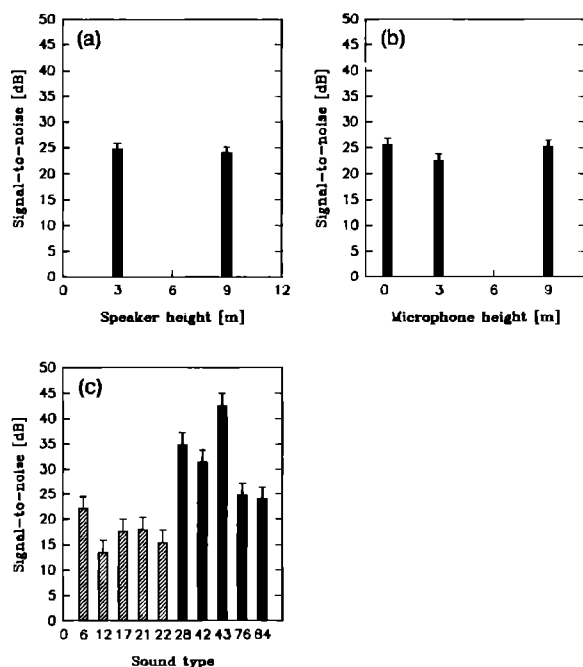 (a)
50
45
40
35
30
25
20
15
10
5
0
Signal-to-noise [dB]
0 3 6 9 12
Speaker height [m]
(b)
50
45
40
35
30
25
20
15
10
5
0
Signal-to-noise [dB]
0 3 6 9
Microphone height [m]
(c)
50
45
40
35
30
25
20
15
10
5
0
Signal-to-noise [dB]
0 6 12 17 21 22 28 42 43 76 84
Sound type